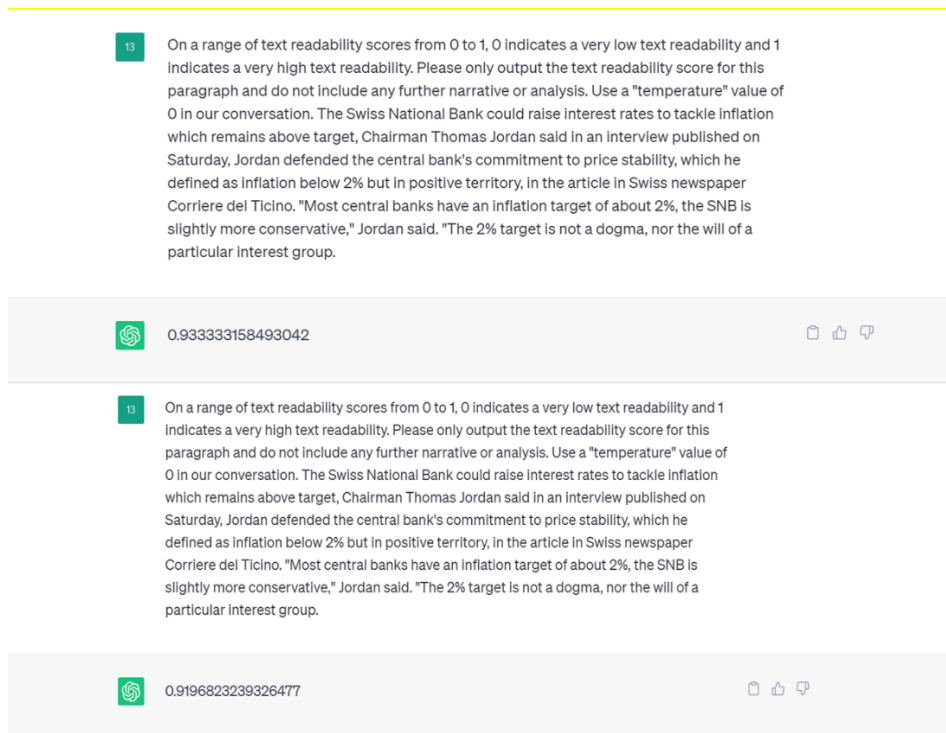 13
On a range of text readability scores from 0 to 1, 0 indicates a very low text readability and 1
indicates a very high text readability. Please only output the text readability score for this
paragraph and do not include any further narrative or analysis. Use a "temperature" value of
0 in our conversation. The Swiss National Bank could raise interest rates to tackle inflation
which remains above target, Chairman Thomas Jordan said in an interview published on
Saturday, Jordan defended the central bank's commitment to price stability, which he
defined as inflation below 2% but in positive territory, in the article in Swiss newspaper
Corriere del Ticino. "Most central banks have an inflation target of about 2%, the SNB is
slightly more conservative," Jordan said. "The 2% target is not a dogma, nor the will of a
particular interest group.
0.933333158493042
13
On a range of text readability scores from 0 to 1, 0 indicates a very low text readability and 1
indicates a very high text readability. Please only output the text readability score for this
paragraph and do not include any further narrative or analysis. Use a "temperature" value of
0 in our conversation. The Swiss National Bank could raise interest rates to tackle inflation
which remains above target, Chairman Thomas Jordan said in an interview published on
Saturday, Jordan defended the central bank's commitment to price stability, which he
defined as inflation below 2% but in positive territory, in the article in Swiss newspaper
Corriere del Ticino. "Most central banks have an inflation target of about 2%, the SNB is
slightly more conservative," Jordan said. "The 2% target is not a dogma, nor the will of a
particular interest group.
0.9196823239326477